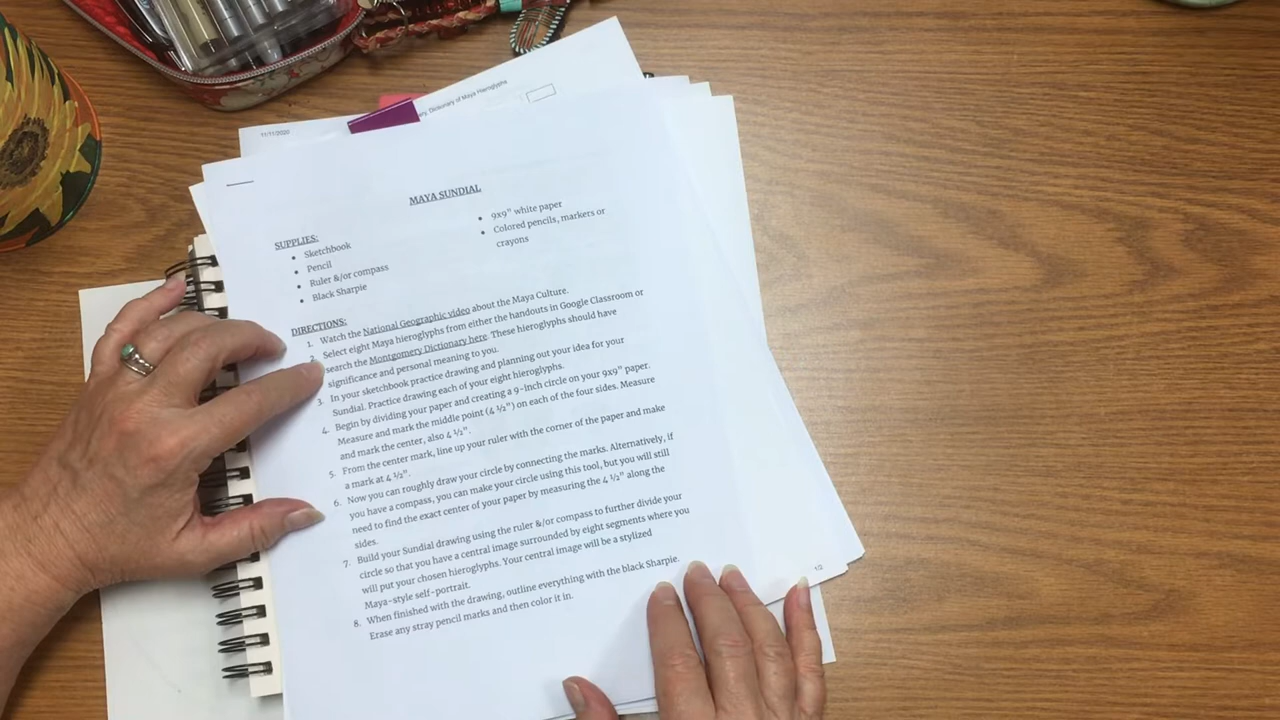 11/11/2020
Dictionary of Maya Hieroglyphs
MAYA SUNDIAL
SUPPLIES:
• Sketchbook
• Pencil
• Ruler &/or compass
• Black Sharpie
• 9x9" white paper
• Colored pencils, markers or
crayons
DIRECTIONS:
1. Watch the National Geographic video about the Maya Culture.
2. Select eight Maya hieroglyphs from either the handouts in Google Classroom or
search the Montgomery Dictionary here. These hieroglyphs should have
significance and personal meaning to you.
3. In your sketchbook practice drawing and planning out your idea for your
Sundial. Practice drawing each of your eight hieroglyphs.
4. Begin by dividing your paper and creating a 9-inch circle on your 9x9" paper.
Measure and mark the middle point (4 ½") on each of the four sides. Measure
and mark the center, also 4 ½".
5. From the center mark, line up your ruler with the corner of the paper and make
a mark at 4 ½".
6. Now you can roughly draw your circle by connecting the marks. Alternatively, if
you have a compass, you can make your circle using this tool, but you will still
need to find the exact center of your paper by measuring the 4 ½" along the
sides.
7. Build your Sundial drawing using the ruler &/or compass to further divide your
circle so that you have a central image surrounded by eight segments where you
will put your chosen hieroglyphs. Your central image will be a stylized
Maya-style self-portrait.
8. When finished with the drawing, outline everything with the black Sharpie.
Erase any stray pencil marks and then color it in.
1/2